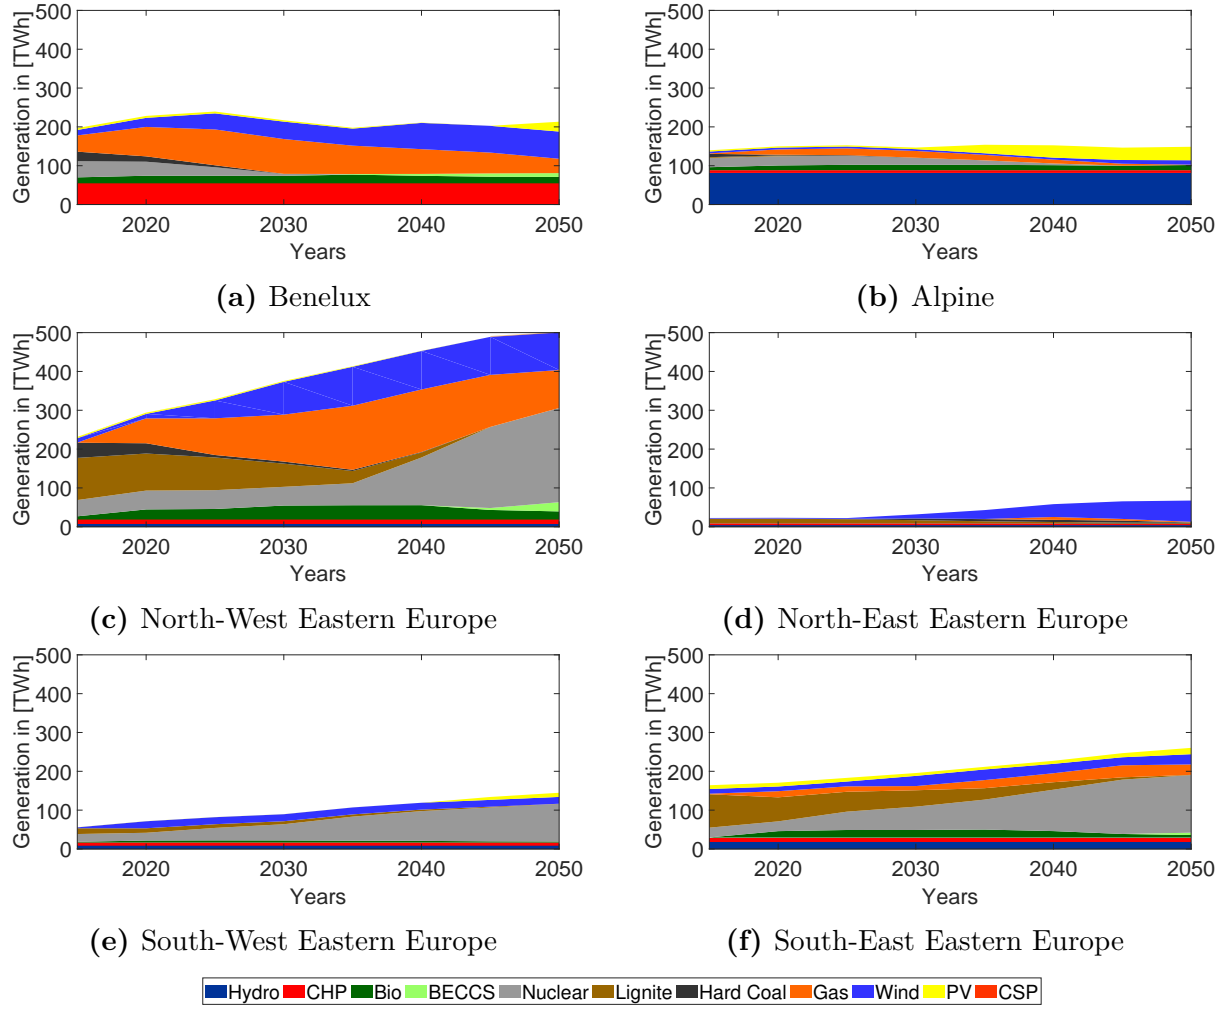 500
400
300
200
100
0
Generation in [TWh]
2020 2030 2040 2050
Years
(a) Benelux
500
400
300
200
100
0
Generation in [TWh]
2020 2030 2040 2050
Years
(b) Alpine
500
400
300
200
100
0
Generation in [TWh]
2020 2030 2040 2050
Years
(c) North-West Eastern Europe
500
400
300
200
100
0
Generation in [TWh]
2020 2030 2040 2050
Years
(d) North-East Eastern Europe
500
400
300
200
100
0
Generation in [TWh]
2020 2030 2040 2050
Years
(e) South-West Eastern Europe
500
400
300
200
100
0
Generation in [TWh]
2020 2030 2040 2050
Years
(f) South-East Eastern Europe
Hydro CHP Bio BECCS Nuclear Lignite Hard Coal Gas Wind PV CSP